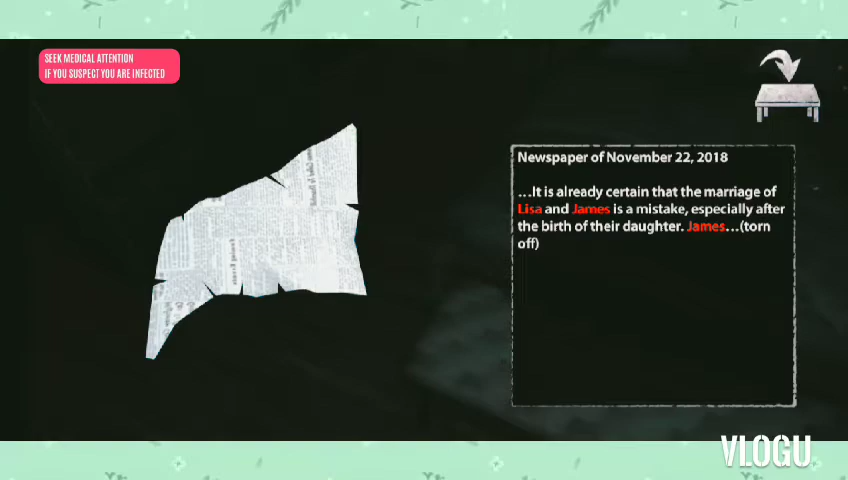 SEEK MEDICAL ATTENTION
IF YOU SUSPECT YOU ARE INFECTED
Newspaper of November 22, 2018
...It is already certain that the marriage of
Lisa and James is a mistake, especially after
the birth of their daughter. James...(torn
off)
VLOGU